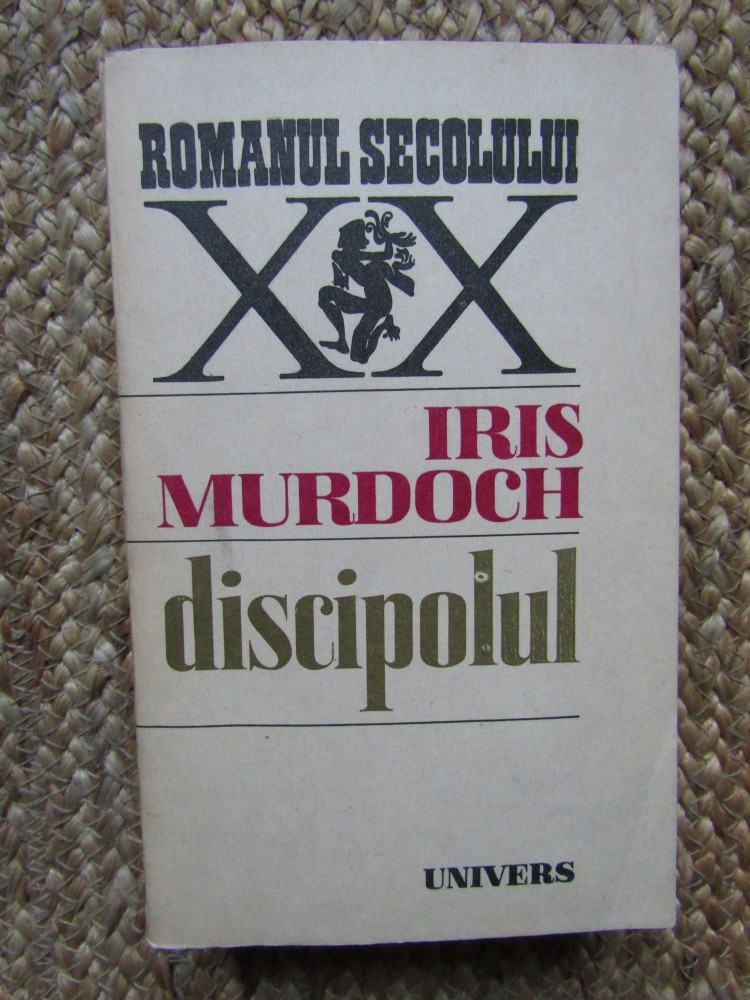 ROMANUL SECOLULUI
XX
IRIS
MURDOCH
discipolul
UNIVERS